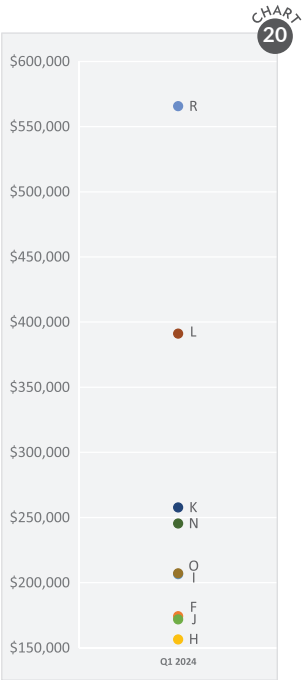 CHART
20
$600,000
R
$550,000
$500,000
$450,000
$400,000
L
$350,000
$300,000
K
$250,000
N
O
$200,000
I
F
J
H
$150,000
Q1 2024